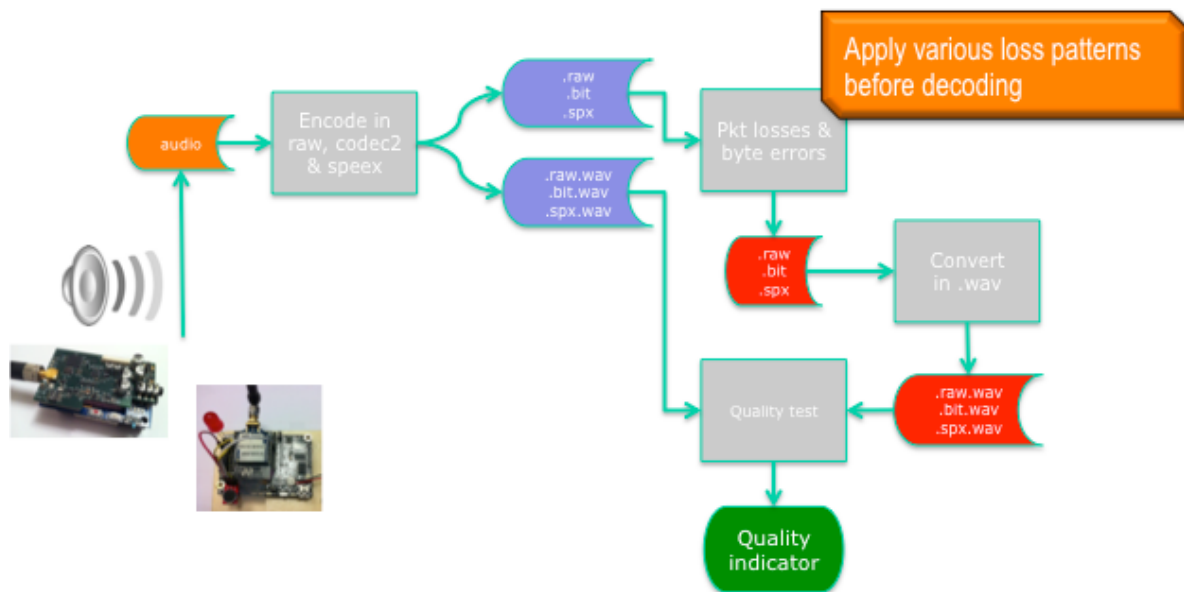 Apply various loss patterns
before decoding
.raw
.bit
.spx
audio
Encode in
raw, codec2
& speex
Pkt losses &
byte errors
.raw.wav
.bit.wav
.spx.wav
.raw
.bit
.spx
Convert
in .wav
Quality test
.raw.wav
.bit.wav
.spx.wav
Quality
indicator